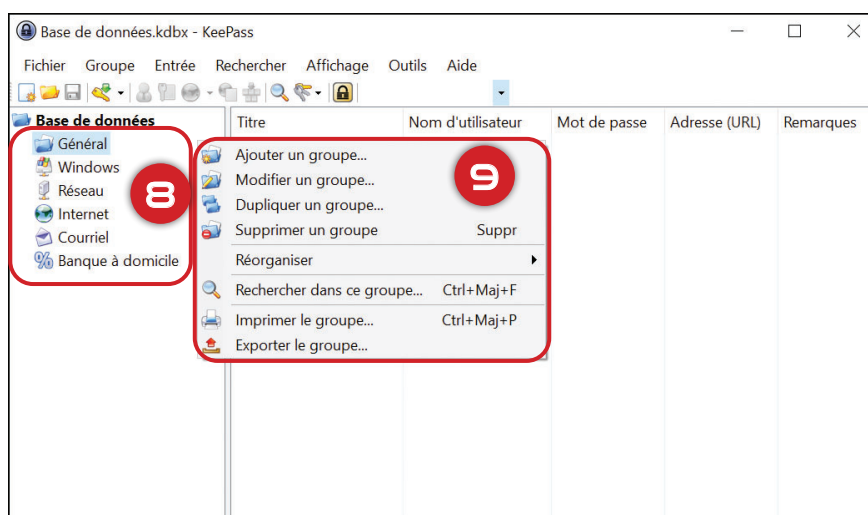 Base de données.kdbx - KeePass
Fichier Groupe Entrée Rechercher Affichage Outils Aide
Base de données
Général
Windows
Réseau
Internet
Courriel
Banque à domicile
8
Titre Nom d'utilisateur Mot de passe Adresse (URL) Remarques
Ajouter un groupe...
Modifier un groupe...
Dupliquer un groupe...
Supprimer un groupe Suppr
Réorganiser
Rechercher dans ce groupe... Ctrl+Maj+F
Imprimer le groupe... Ctrl+Maj+P
Exporter le groupe...
9